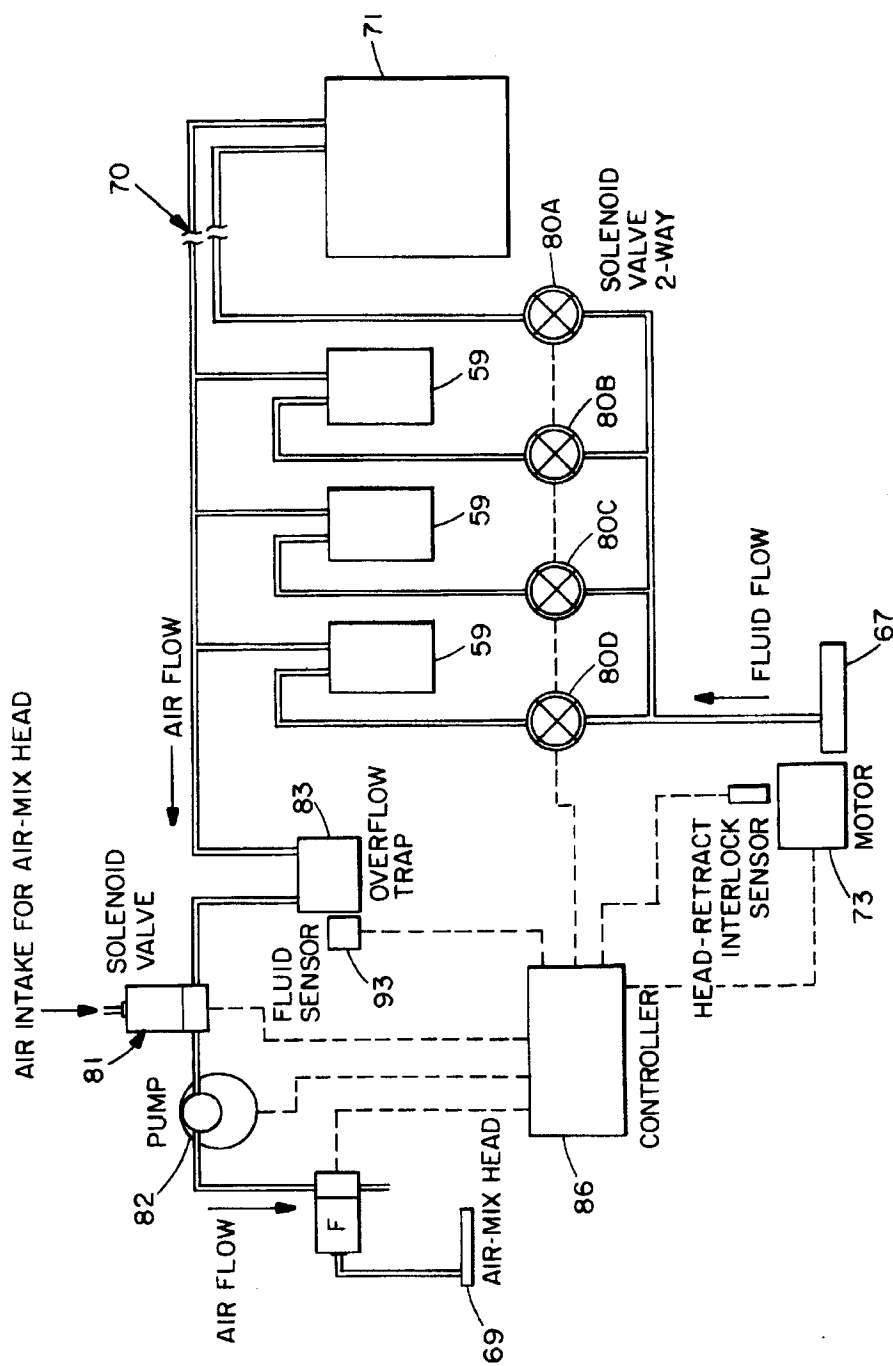 AIR INTAKE FOR AIR-MIX HEAD
SOLENOID
VALVE
81
PUMP
82
AIR FLOW
F
AIR-MIX HEAD
69
FLUID
SENSOR
93
83
OVERFLOW
TRAP
AIR FLOW
CONTROLLER
86
HEAD-RETRACT
INTERLOCK
SENSOR
MOTOR
73
FLUID FLOW
67
59
59
59
80D
80C
80B
80A
SOLENOID
VALVE
2-WAY
70
71